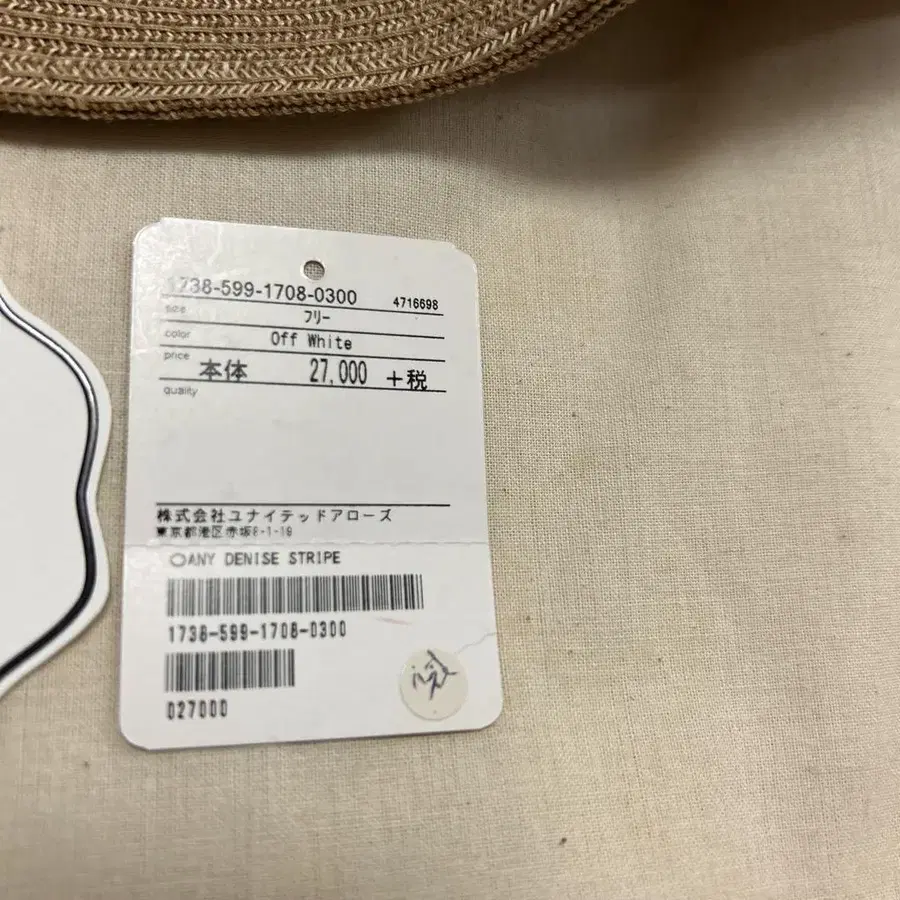 1738-599-1708-0300 4716698
size フリー
color Off White
price 本体 27,000 +税
quality
株式会社ユナイテッドアローズ
東京都港区赤坂8-1-19
○ANY DENISE STRIPE
1738-599-1708-0300
027000